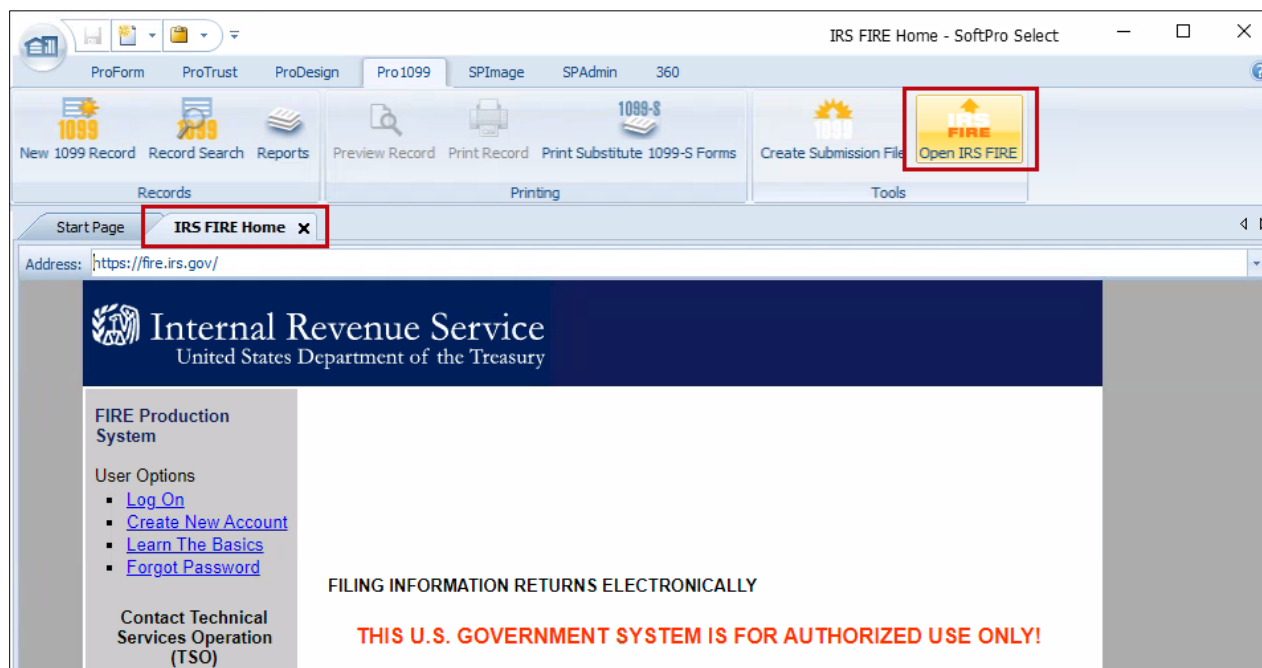 IRS FIRE Home - SoftPro Select
ProForm ProTrust ProDesign Pro1099 SPImage SPAdmin 360
1099 1099 1099-S 1099 IRS FIRE
New 1099 Record Record Search Reports Preview Record Print Record Print Substitute 1099-S Forms Create Submission File Open IRS FIRE
Records Printing Tools
Start Page IRS FIRE Home
Address: https://fire.irs.gov/
Internal Revenue Service
United States Department of the Treasury
FIRE Production
System
User Options
Log On
Create New Account
Learn The Basics
Forgot Password
FILING INFORMATION RETURNS ELECTRONICALLY
Contact Technical
Services Operation
(TSO)
THIS U.S. GOVERNMENT SYSTEM IS FOR AUTHORIZED USE ONLY!